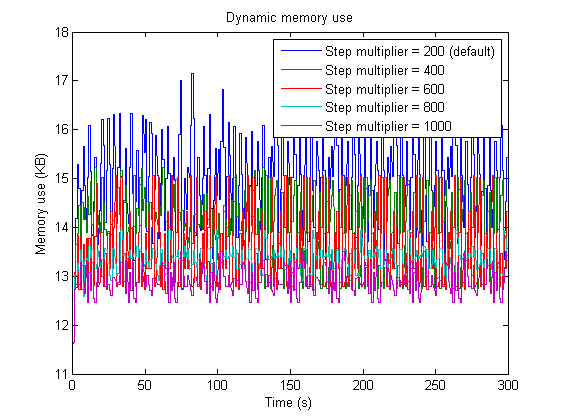 Dynamic memory use
18
17
16
15
14
13
12
11
Memory use (KB)
Step multiplier = 200 (default)
Step multiplier = 400
Step multiplier = 600
Step multiplier = 800
Step multiplier = 1000
0
50
100
150
200
250
300
Time (s)